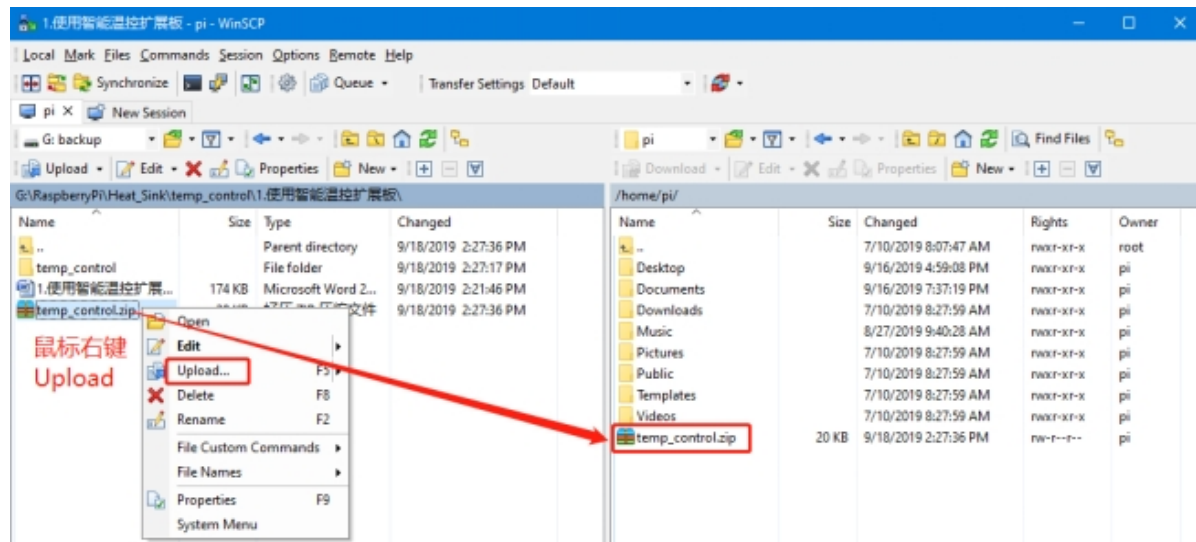 1.使用智能温控扩展板 - pi - WinSCP
Local Mark Files Commands Session Options Remote Help
Synchronize Queue Transfer Settings Default
pi X New Session
G: backup pi Find Files
Upload Edit Properties New Download Edit Properties New
G:\RaspberryPi\Heat_Sink\temp_control\1.使用智能温控扩展板\ /home/pi/
Name Size Type Changed Name Size Changed Rights Owner
.. Parent directory 9/18/2019 2:27:36 PM .. 7/10/2019 8:07:47 AM rwxr-xr-x root
temp_control File folder 9/18/2019 2:27:17 PM Desktop 9/16/2019 4:59:08 PM rwxr-xr-x pi
1.使用智能温控扩展... 174 KB Microsoft Word 2... 9/18/2019 2:21:46 PM Documents 9/16/2019 7:37:19 PM rwxr-xr-x pi
temp_control.zip 文件 9/18/2019 2:27:36 PM Downloads 7/10/2019 8:27:59 AM rwxr-xr-x pi
Music 8/27/2019 9:40:28 AM rwxr-xr-x pi
Pictures 7/10/2019 8:27:59 AM rwxr-xr-x pi
Public 7/10/2019 8:27:59 AM rwxr-xr-x pi
Templates 7/10/2019 8:27:59 AM rwxr-xr-x pi
Videos 7/10/2019 8:27:59 AM rwxr-xr-x pi
temp_control.zip 20 KB 9/18/2019 2:27:36 PM rw-r--r-- pi
鼠标右键
Upload
Open
Edit
Upload... F5
Delete F8
Rename F2
File Custom Commands
File Names
Properties F9
System Menu